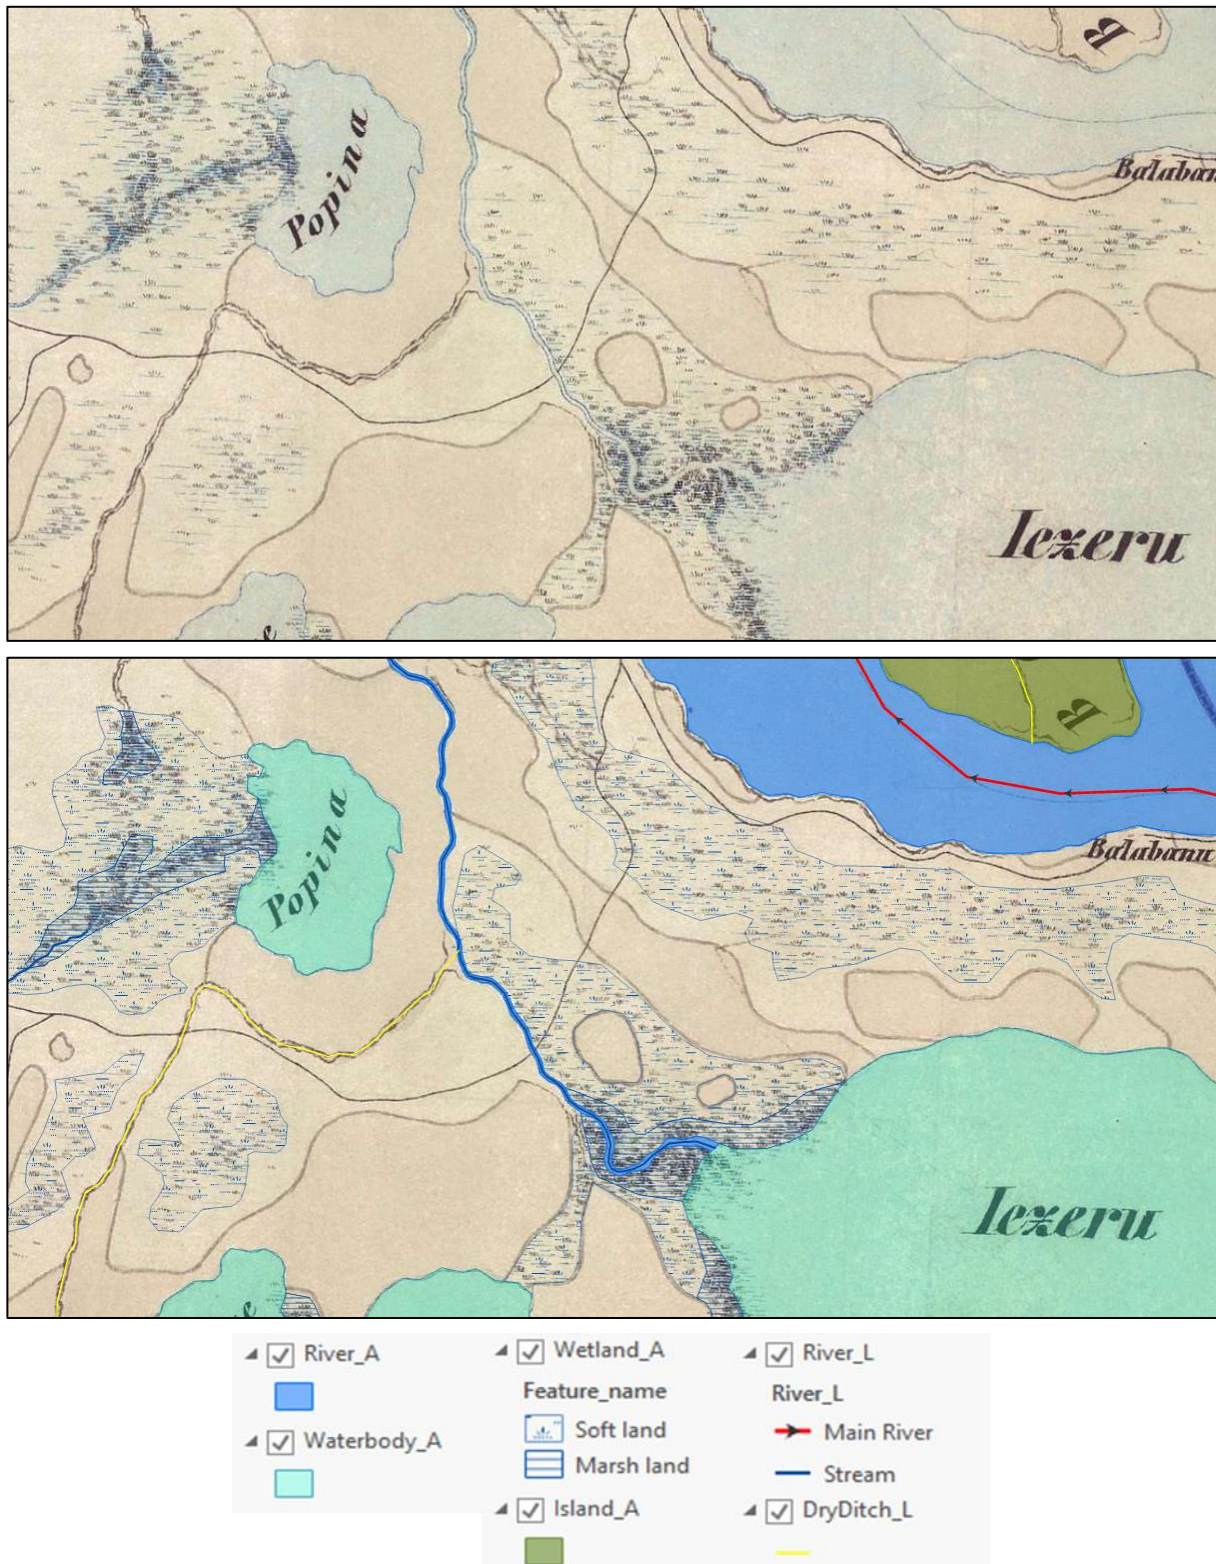 B
Balaban
Popina
Iezeru
e
B
Balabanu
Popina
Iezeru
e
River_A
Waterbody_A
Wetland_A
Feature_name
Soft land
Marsh land
Island_A
River_L
River_L
Main River
Stream
DryDitch_L